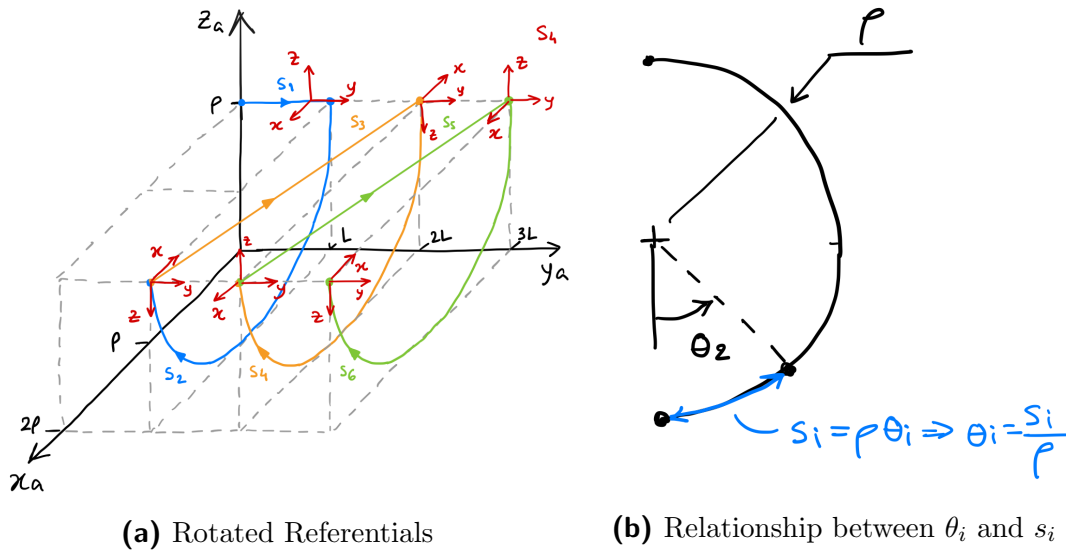 Za
S4
z
S1
y
x
z
ρ
y
x
S3
y
z
S5
y
x
L
2L
3L
ya
x
y
z
z
y
x
x
y
z
ρ
S2
S4
S6
2ρ
xa
(a) Rotated Referentials
ρ
θ2
si = ρ θi ⇒ θi = si/ρ
(b) Relationship between θi and si